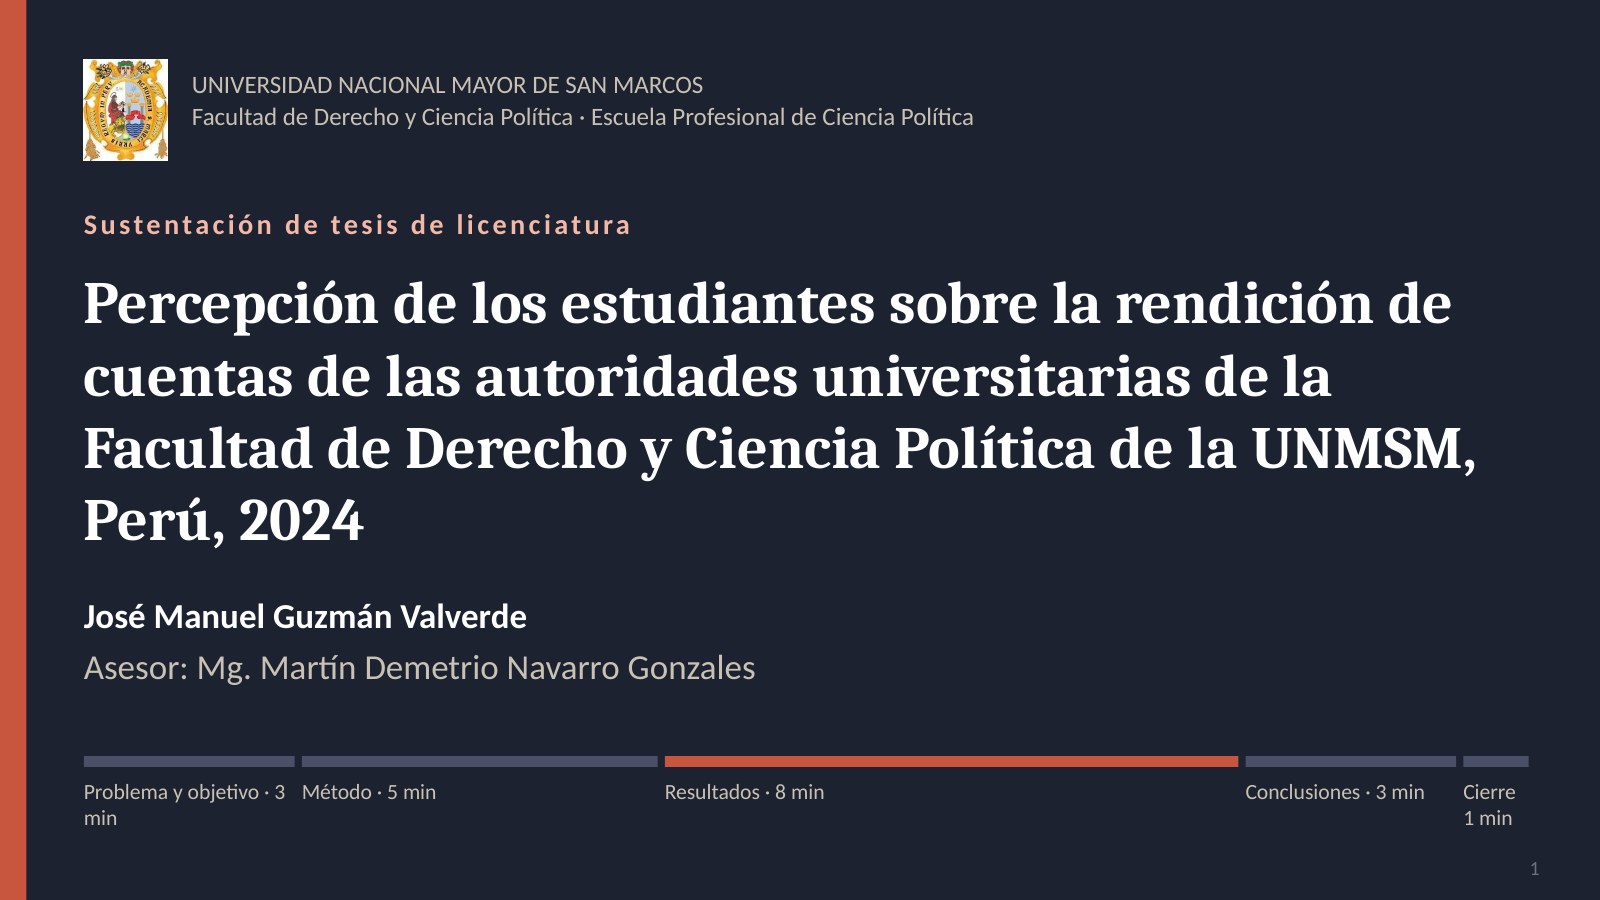 UNIVERSIDAD NACIONAL MAYOR DE SAN MARCOS
Facultad de Derecho y Ciencia Política · Escuela Profesional de Ciencia Política
Sustentación de tesis de licenciatura
Percepción de los estudiantes sobre la rendición de
cuentas de las autoridades universitarias de la
Facultad de Derecho y Ciencia Política de la UNMSM,
Perú, 2024
José Manuel Guzmán Valverde
Asesor: Mg. Martín Demetrio Navarro Gonzales
Problema y objetivo · 3
min
Método · 5 min
Resultados · 8 min
Conclusiones · 3 min
Cierre
1 min
1